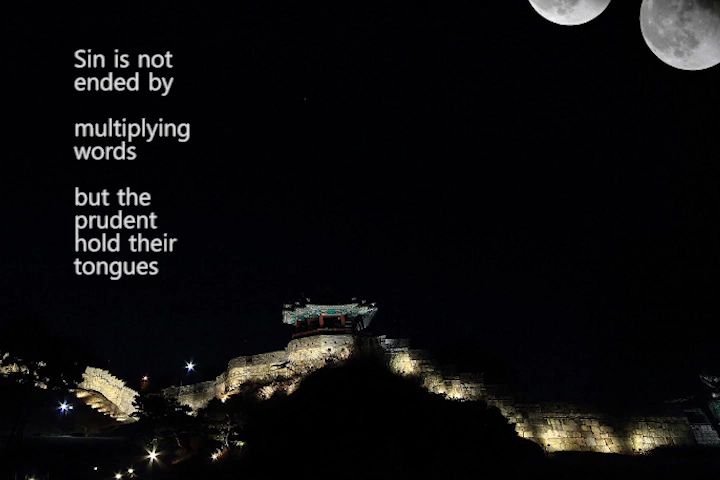 Sin is not
ended by
multiplying
words
but the
prudent
hold their
tongues